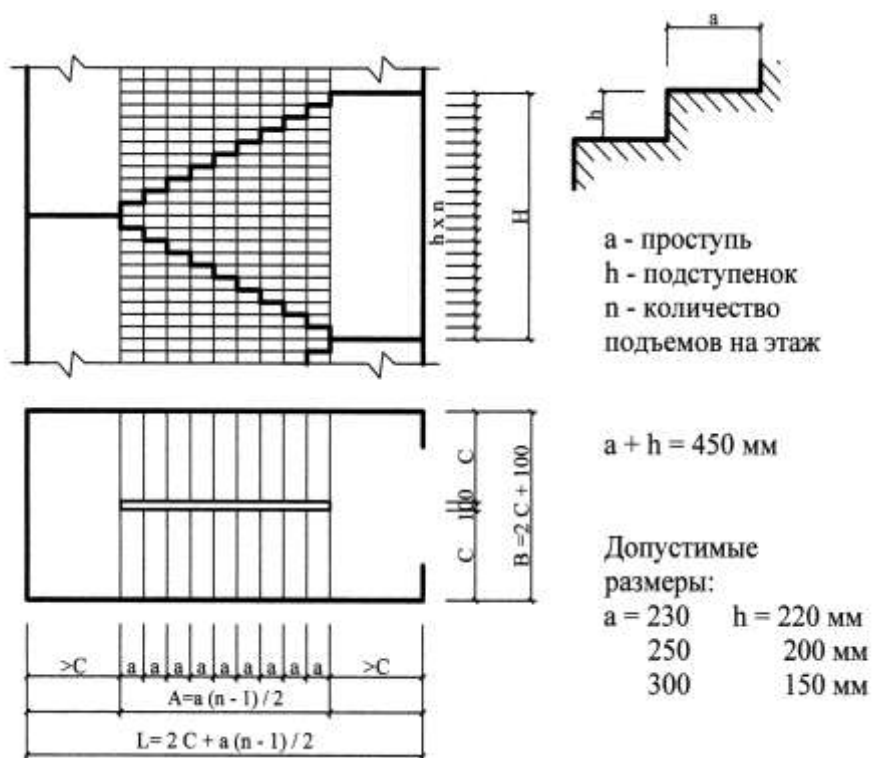 a
h
h x n
H
a - проступь
h - подступенок
n - количество
подъемов на этаж
a + h = 450 мм
C
100
C
B =2 C + 100
Допустимые
размеры:
a = 230 h = 220 мм
250 200 мм
300 150 мм
>C a a a a a a a a a >C
A=a (n - 1) / 2
L= 2 C + a (n - 1) / 2